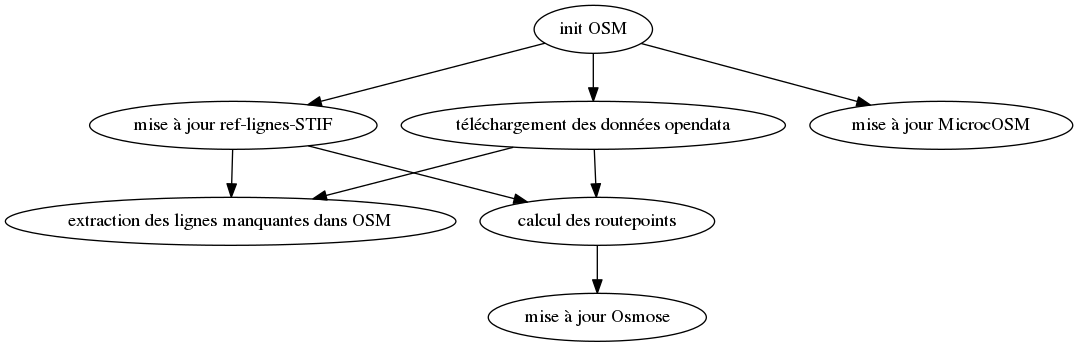 init OSM
mise à jour ref-lignes-STIF
téléchargement des données opendata
mise à jour MicrocOSM
extraction des lignes manquantes dans OSM
calcul des routepoints
mise à jour Osmose